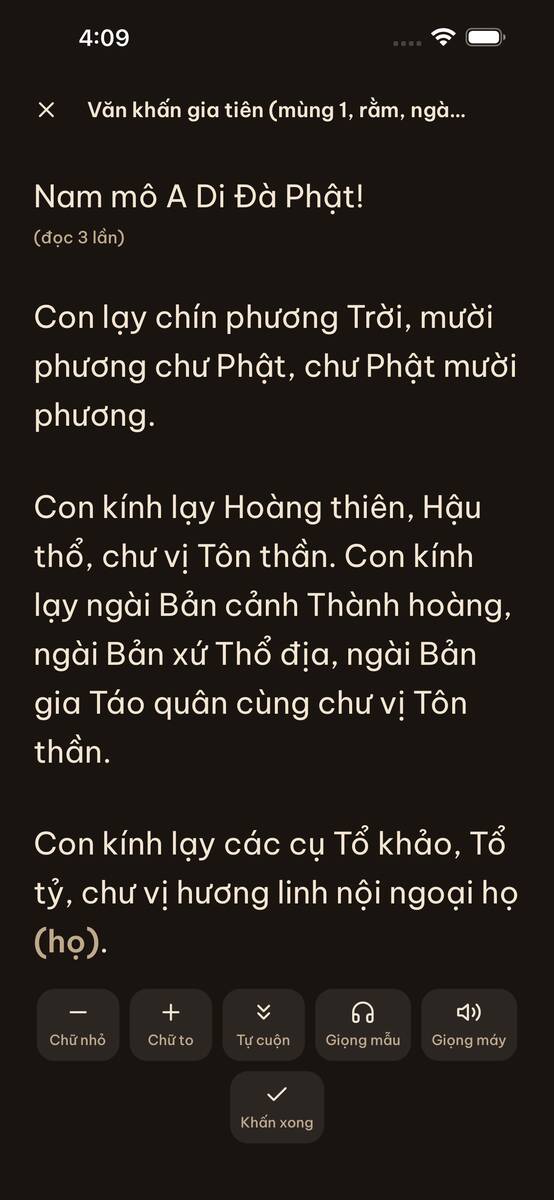 4:09
Văn khấn gia tiên (mùng 1, rằm, ngà...
Nam mô A Di Đà Phật!
(đọc 3 lần)
Con lạy chín phương Trời, mười
phương chư Phật, chư Phật mười
phương.
Con kính lạy Hoàng thiên, Hậu
thổ, chư vị Tôn thần. Con kính
lạy ngài Bản cảnh Thành hoàng,
ngài Bản xứ Thổ địa, ngài Bản
gia Táo quân cùng chư vị Tôn
thần.
Con kính lạy các cụ Tổ khảo, Tổ
tỷ, chư vị hương linh nội ngoại họ
(họ).
Chữ nhỏ
Chữ to
Tự cuộn
Giọng mẫu
Giọng máy
Khấn xong